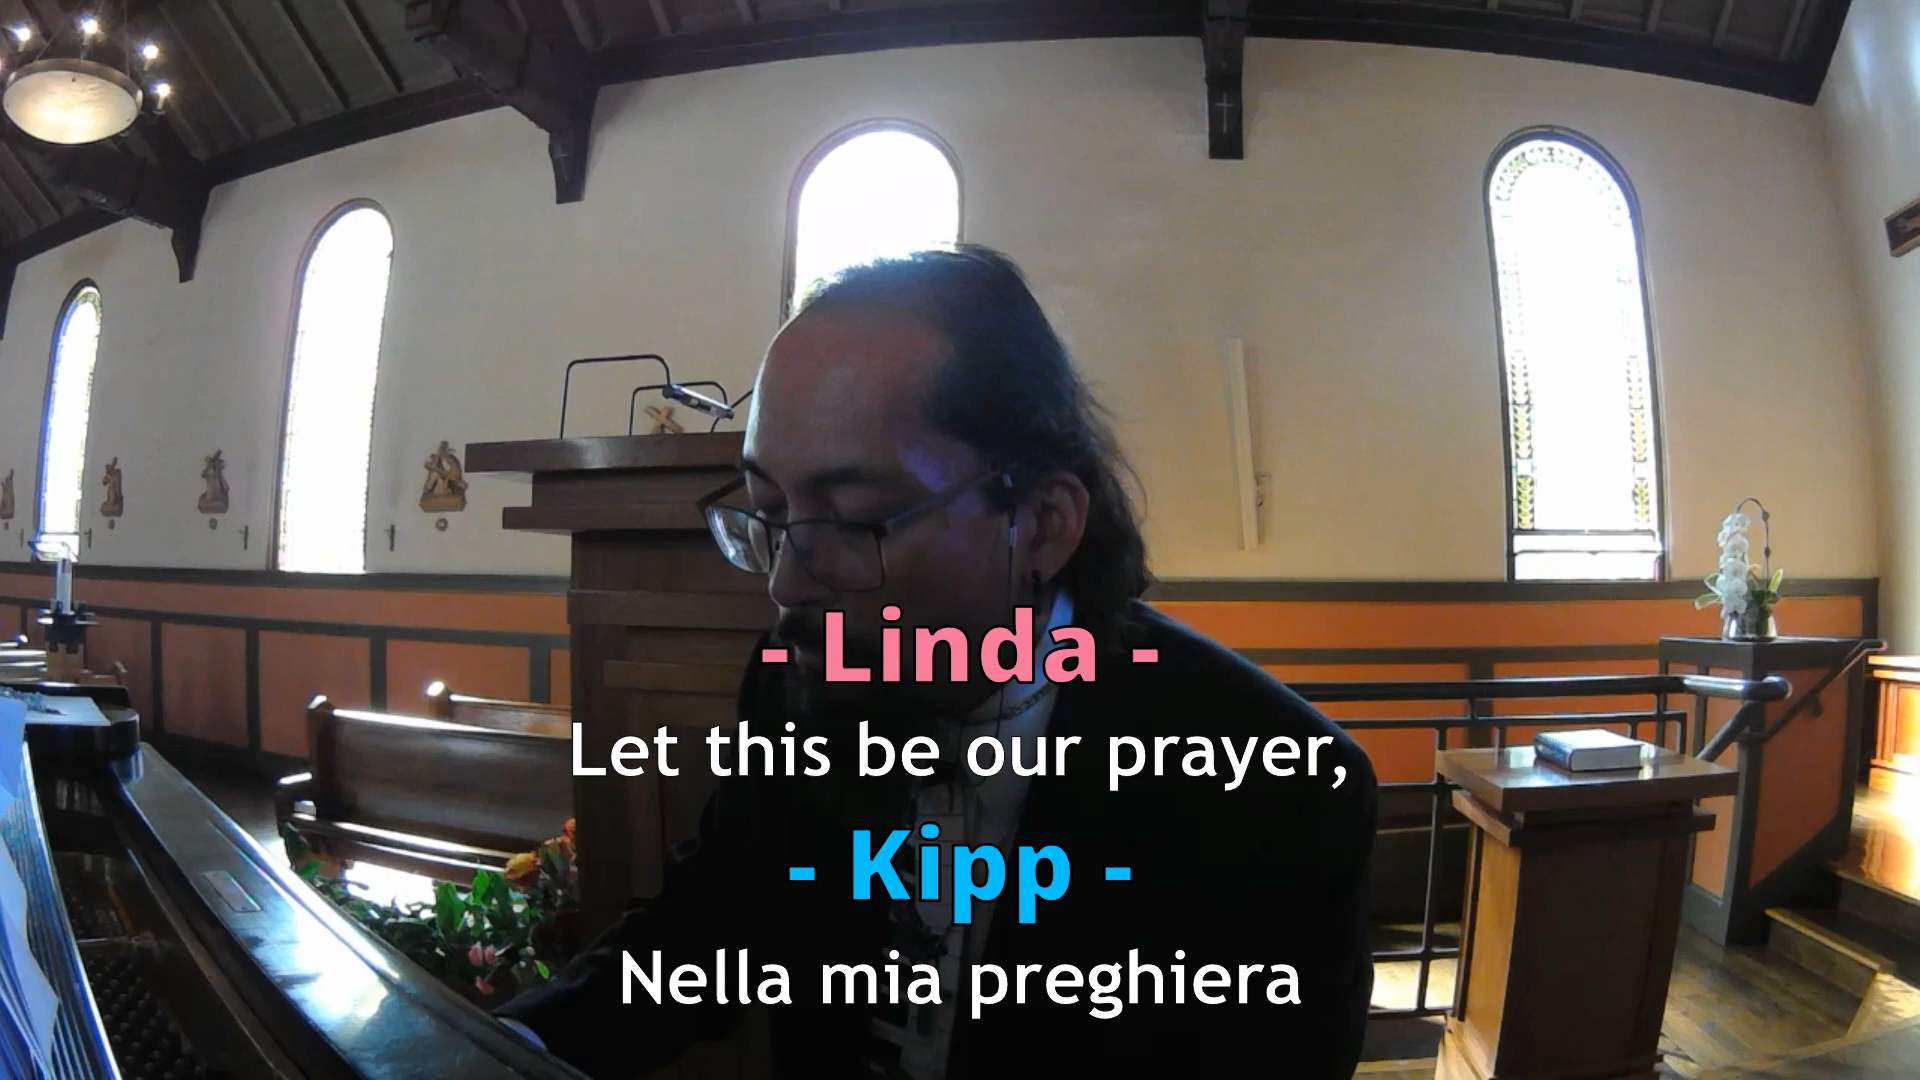 - Linda -
Let this be our prayer,
- Kipp -
Nella mia preghiera